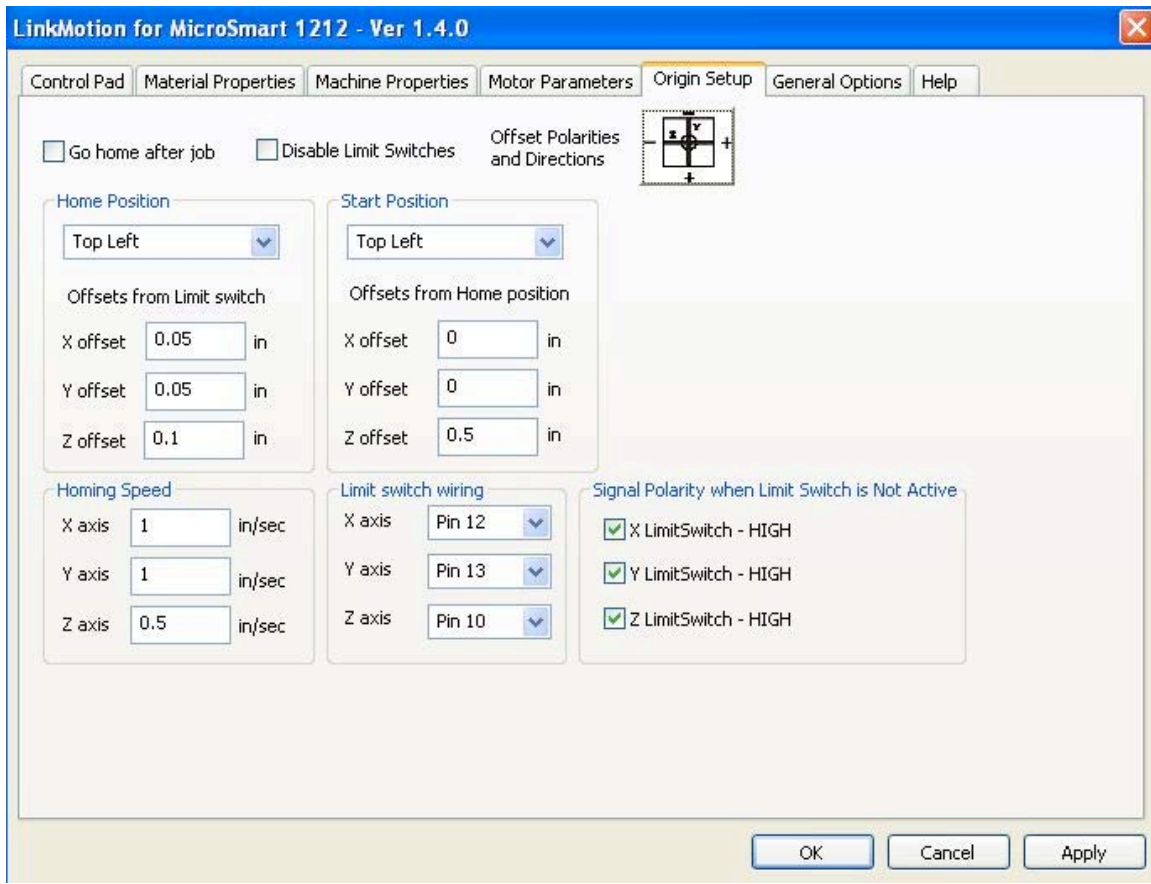 LinkMotion for MicroSmart 1212 - Ver 1.4.0
Control Pad Material Properties Machine Properties Motor Parameters Origin Setup General Options Help
Go home after job Disable Limit Switches Offset Polarities
and Directions
X Y
- +
+
Home Position Start Position
Top Left Top Left
Offsets from Limit switch Offsets from Home position
X offset 0.05 in X offset 0 in
Y offset 0.05 in Y offset 0 in
Z offset 0.1 in Z offset 0.5 in
Homing Speed Limit switch wiring Signal Polarity when Limit Switch is Not Active
X axis 1 in/sec X axis Pin 12 X LimitSwitch - HIGH
Y axis 1 in/sec Y axis Pin 13 Y LimitSwitch - HIGH
Z axis 0.5 in/sec Z axis Pin 10 Z LimitSwitch - HIGH
OK Cancel Apply